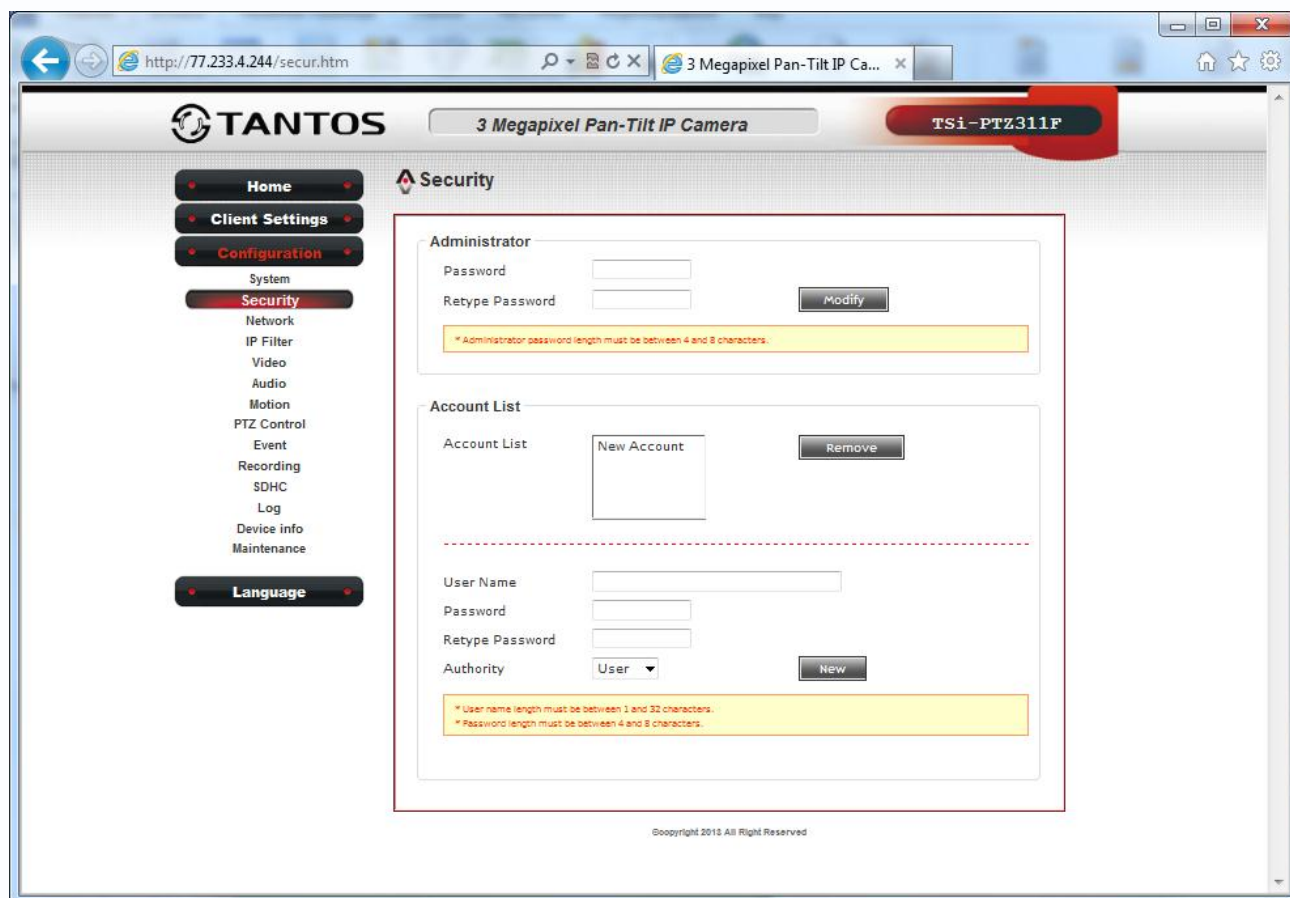 http://77.233.4.244/secur.htm
3 Megapixel Pan-Tilt IP Ca...
TANTOS
3 Megapixel Pan-Tilt IP Camera
TSi-PTZ311F
Home
Client Settings
Configuration
System
Security
Network
IP Filter
Video
Audio
Motion
PTZ Control
Event
Recording
SDHC
Log
Device info
Maintenance
Language
Security
Administrator
Password
Retype Password
Modify
* Administrator password length must be between 4 and 8 characters.
Account List
Account List
New Account
Remove
User Name
Password
Retype Password
Authority
User
New
* User name length must be between 1 and 32 characters.
* Password length must be between 4 and 8 characters.
Goopyright 2013 All Right Reserved